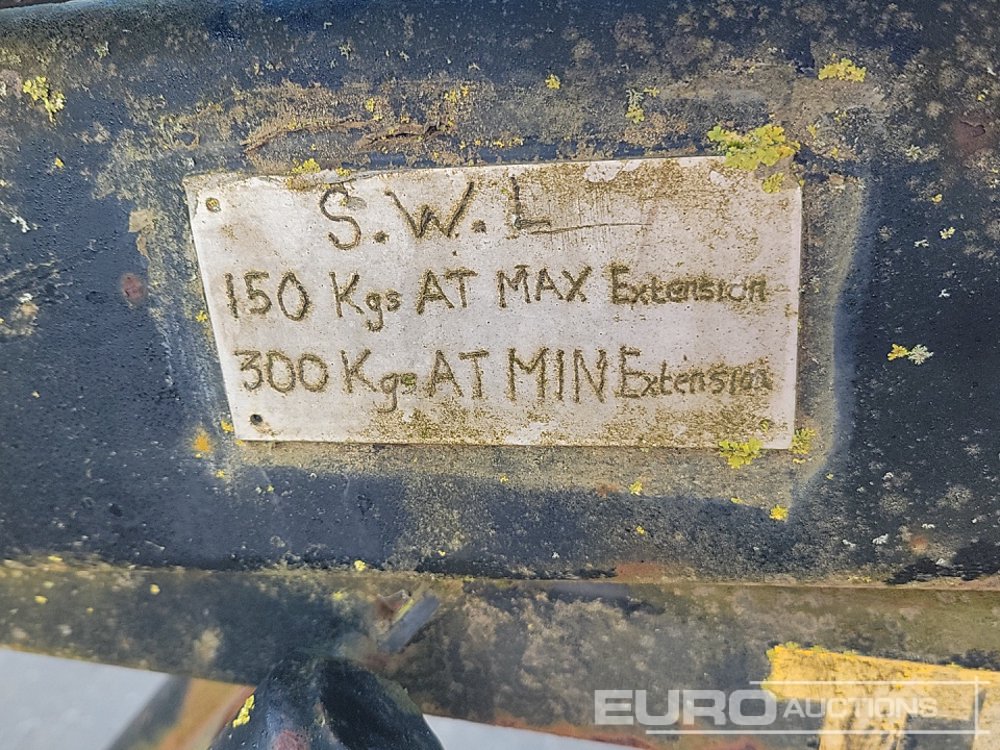 S.W.L
150 Kgs AT MAX Extension
300 Kgs AT MIN Extension
EURO AUCTIONS